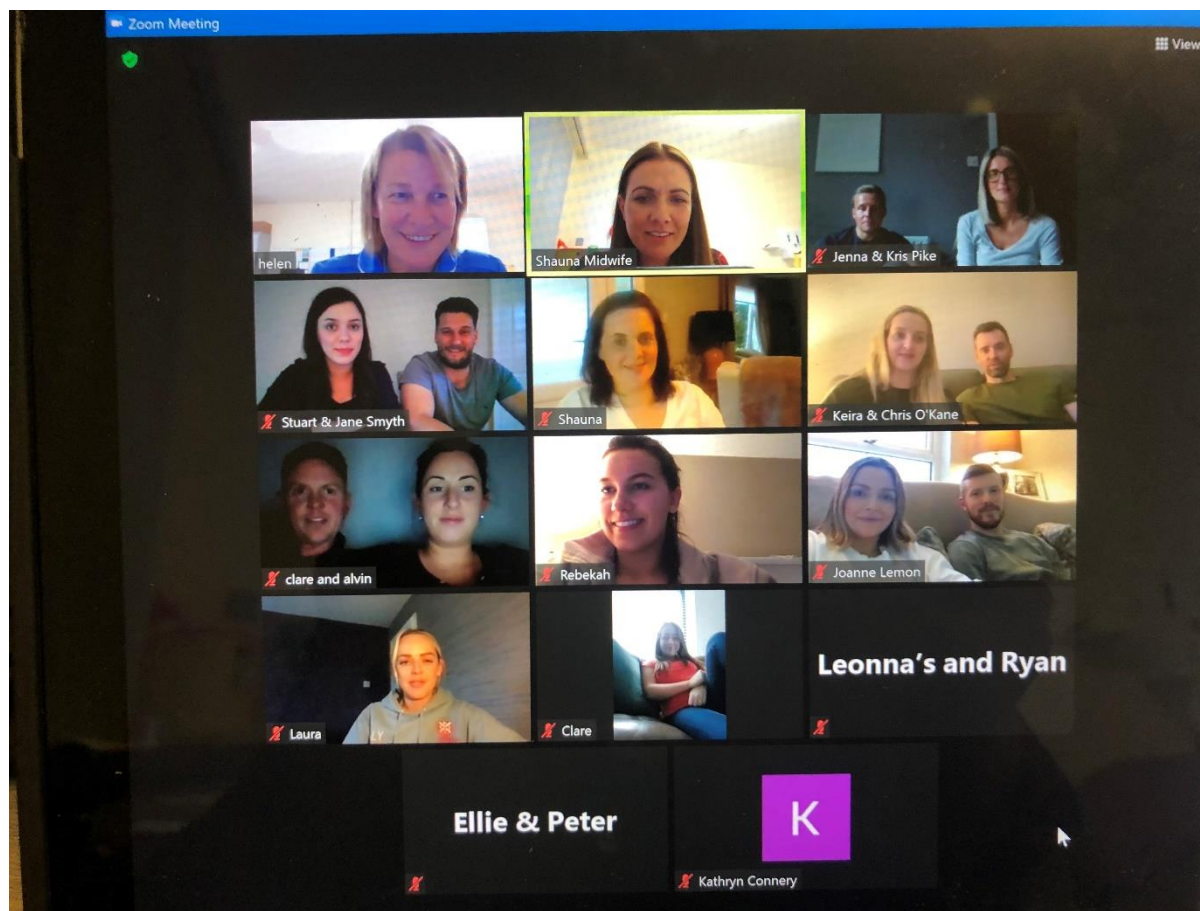 Zoom Meeting
View
helen
Shauna Midwife
Jenna & Kris Pike
Stuart & Jane Smyth
Shauna
Keira & Chris O'Kane
clare and alvin
Rebekah
Joanne Lemon
Laura
LY
Clare
Leonna's and Ryan
Ellie & Peter
K
Kathryn Connery